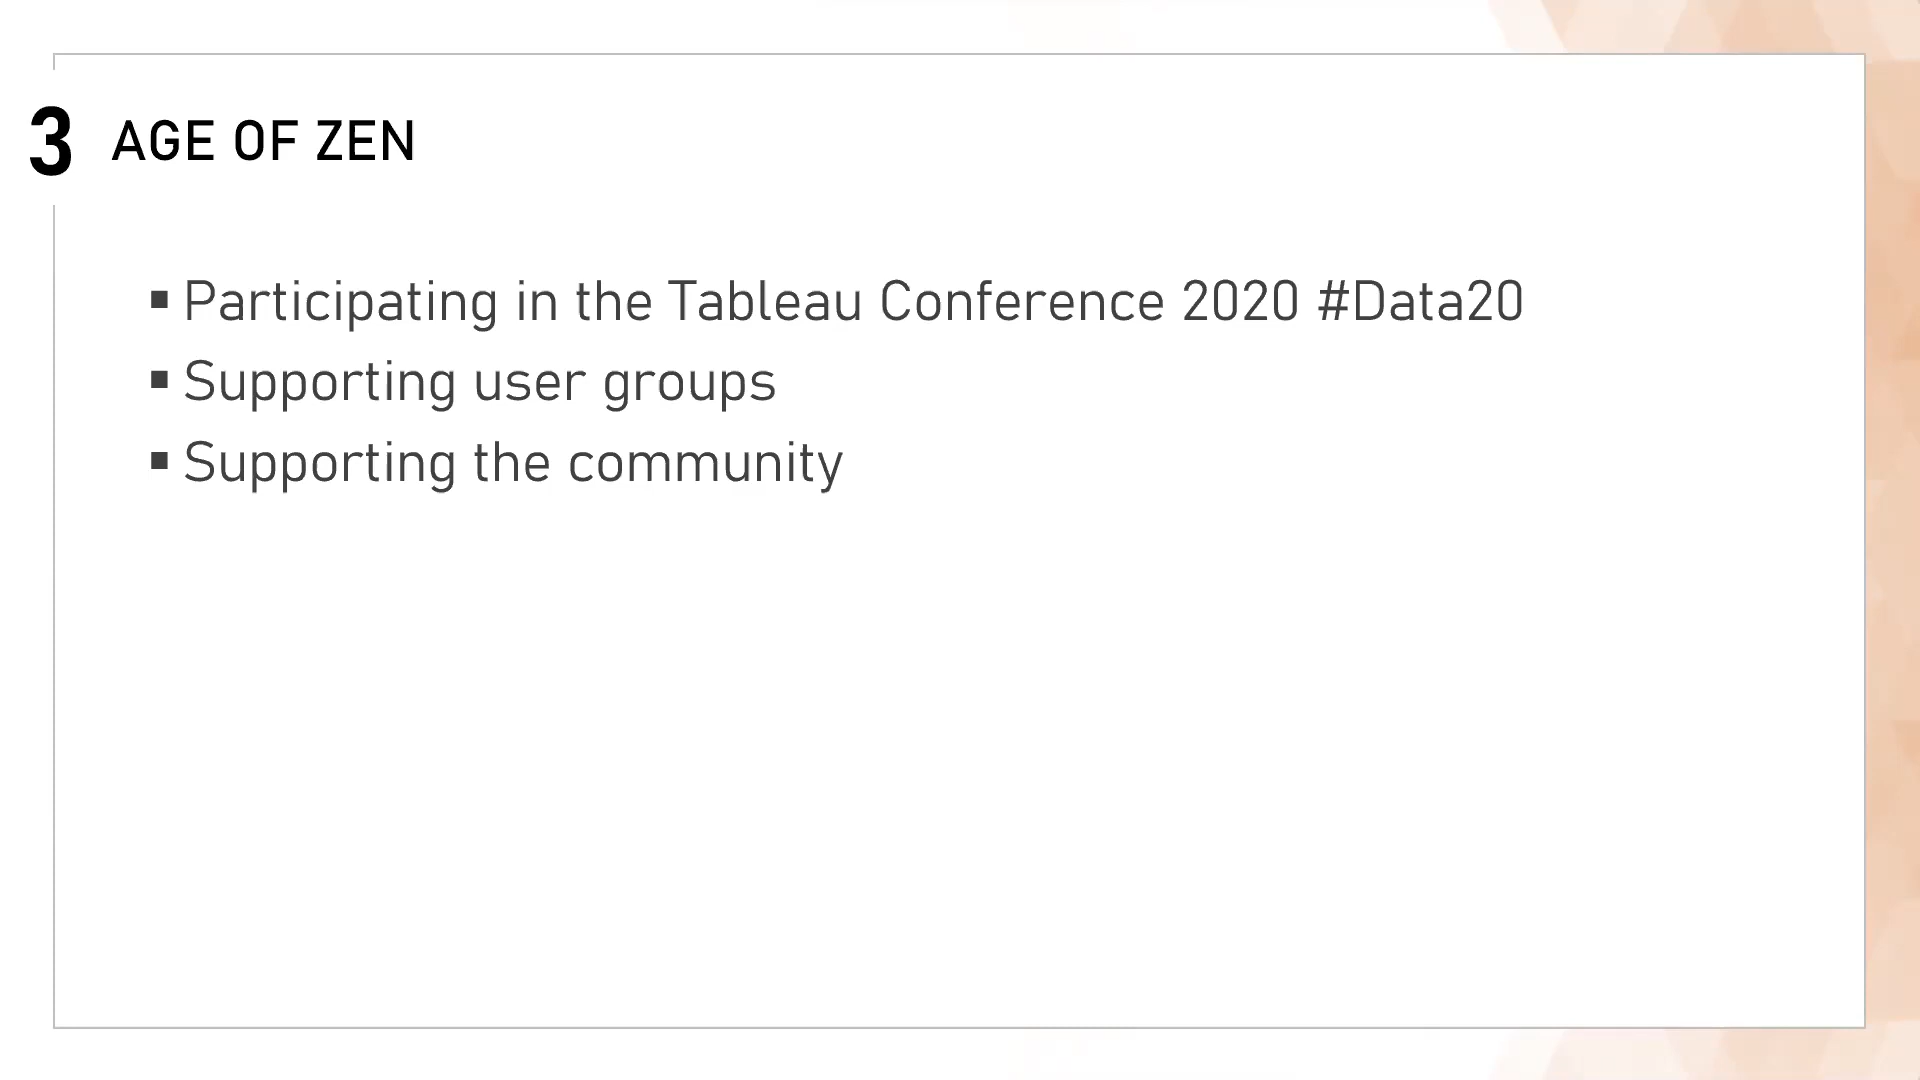 3 AGE OF ZEN
▪ Participating in the Tableau Conference 2020 #Data20
▪ Supporting user groups
▪ Supporting the community